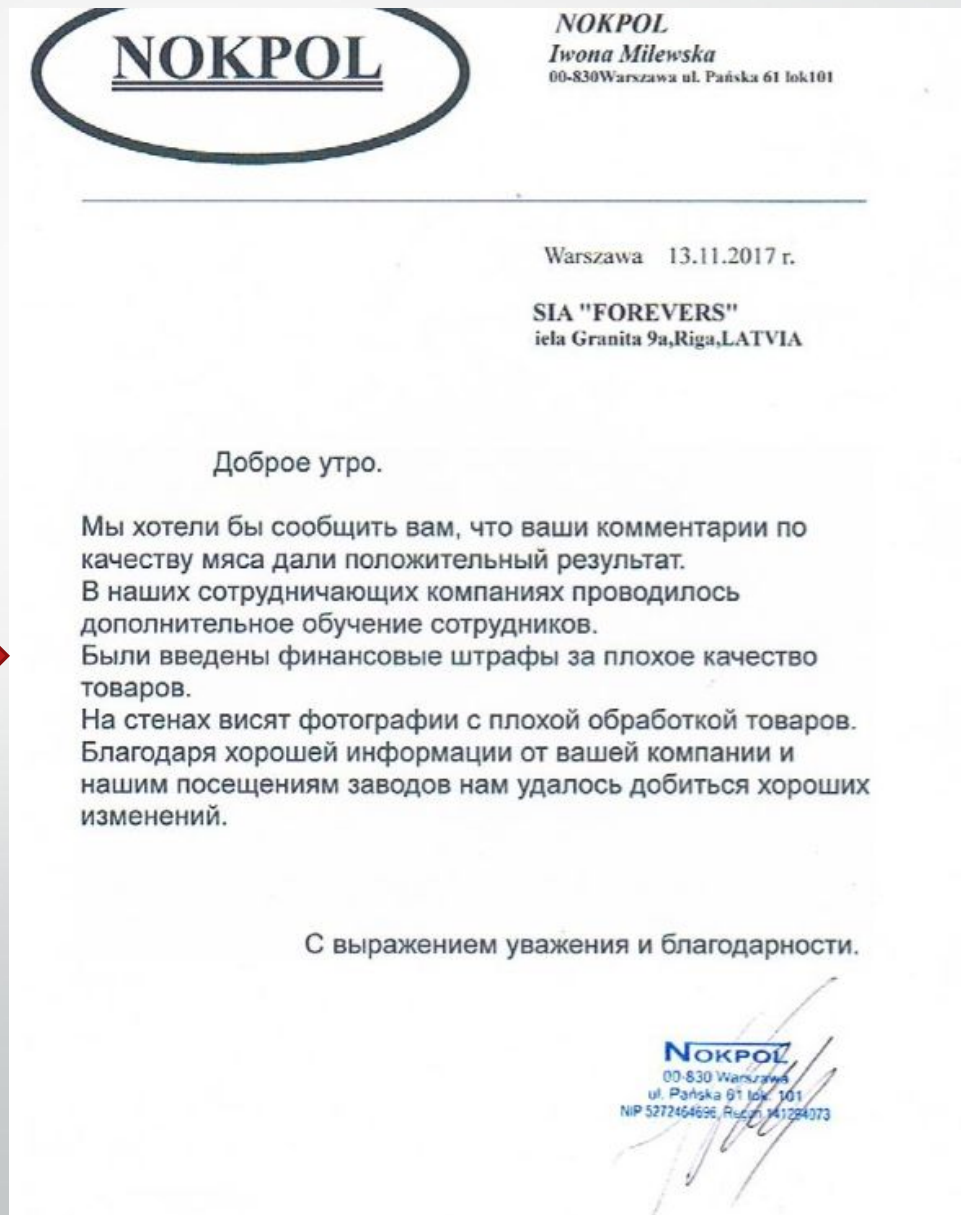 NOKPOL
NOKPOL
Iwona Milewska
00-830Warszawa ul. Pańska 61 lok101
Warszawa 13.11.2017 r.
SIA "FOREVERS"
iela Granita 9a,Riga,LATVIA
Доброе утро.
Мы хотели бы сообщить вам, что ваши комментарии по
качеству мяса дали положительный результат.
В наших сотрудничающих компаниях проводилось
дополнительное обучение сотрудников.
Были введены финансовые штрафы за плохое качество
товаров.
На стенах висят фотографии с плохой обработкой товаров.
Благодаря хорошей информации от вашей компании и
нашим посещениям заводов нам удалось добиться хороших
изменений.
С выражением уважения и благодарности.
NOKPOL
00-830 Warszawa
ul. Pańska 61 lok. 101
NIP 5272464696, Regon 141294073